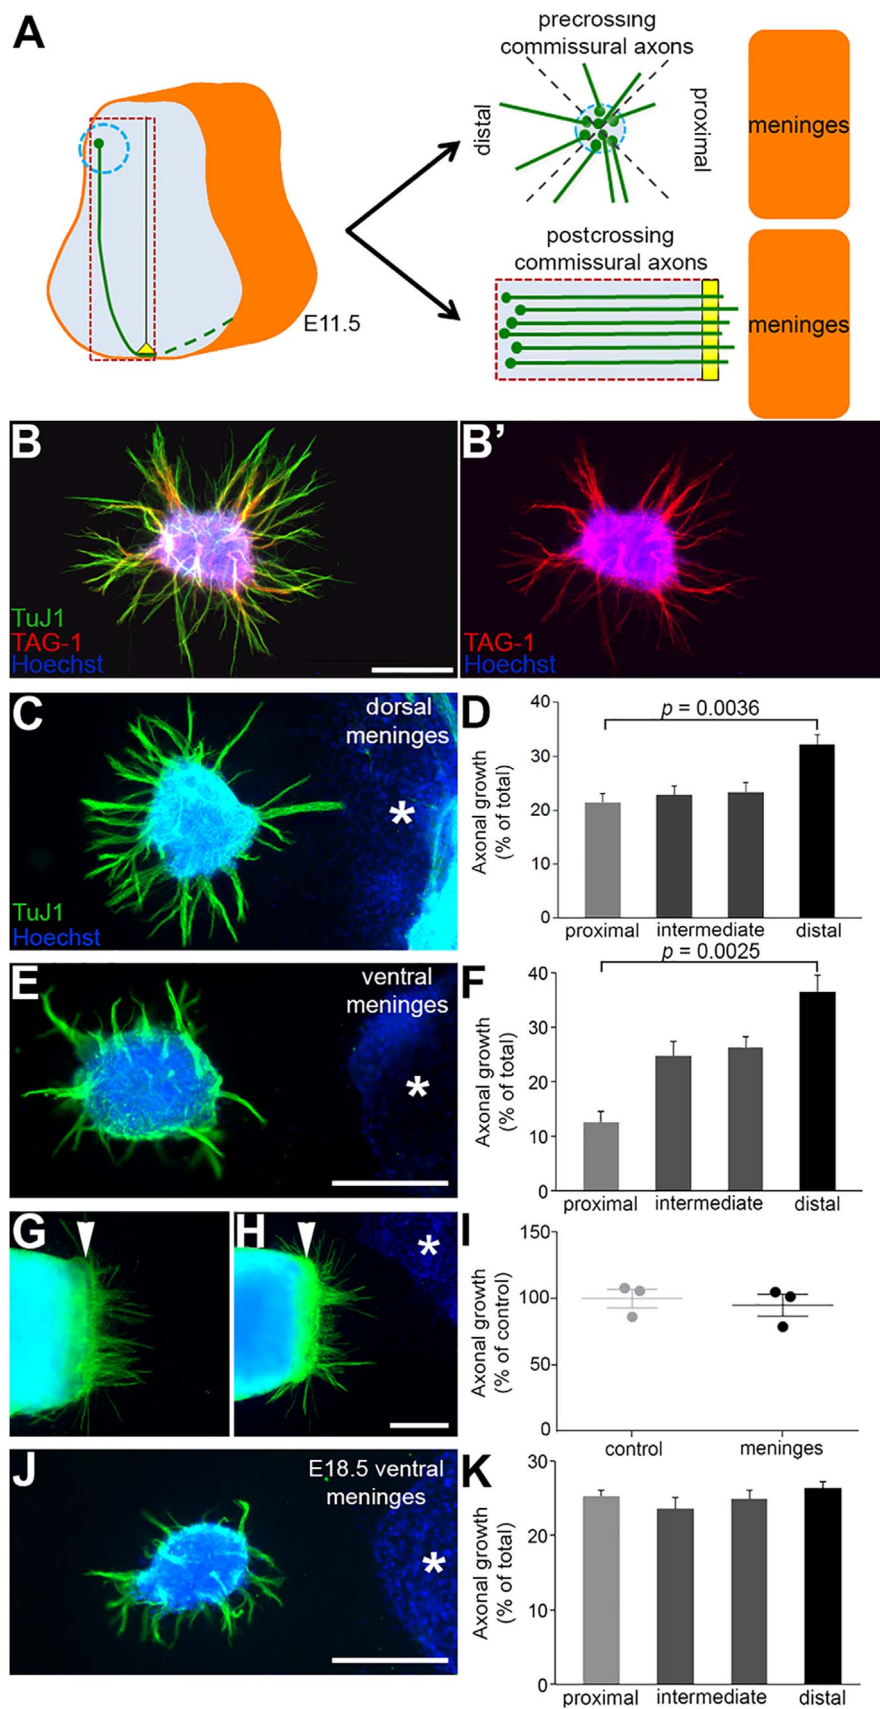 A
precrossing
commissural axons
distal
proximal
meninges
postcrossing
commissural axons
meninges
E11.5
B
TuJ1
TAG-1
Hoechst
B’
TAG-1
Hoechst
C
dorsal
meninges
*
TuJ1
Hoechst
D
p = 0.0036
Axonal growth
(% of total)
40
30
20
10
0
proximal
intermediate
distal
E
ventral
meninges
*
F
p = 0.0025
Axonal growth
(% of total)
40
30
20
10
0
proximal
intermediate
distal
G
H
*
I
Axonal growth
(% of control)
150
100
50
0
control
meninges
J
E18.5 ventral
meninges
*
K
Axonal growth
(% of total)
30
20
10
0
proximal
intermediate
distal